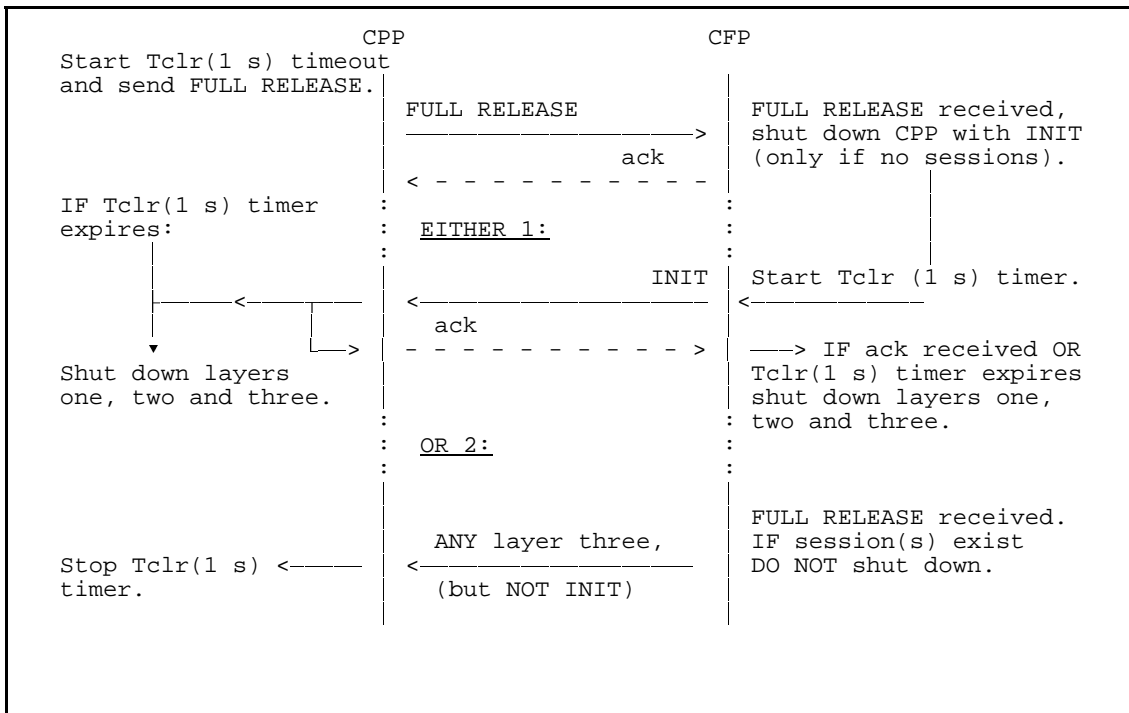 CPP CFP
Start Tclr(1 s) timeout
and send FULL RELEASE.
FULL RELEASE
FULL RELEASE received,
shut down CPP with INIT
(only if no sessions).
ack
IF Tclr(1 s) timer
expires:
EITHER 1:
INIT
Start Tclr (1 s) timer.
ack
IF ack received OR
Tclr(1 s) timer expires
shut down layers one,
two and three.
Shut down layers
one, two and three.
OR 2:
FULL RELEASE received.
IF session(s) exist
DO NOT shut down.
ANY layer three,
(but NOT INIT)
Stop Tclr(1 s)
timer.